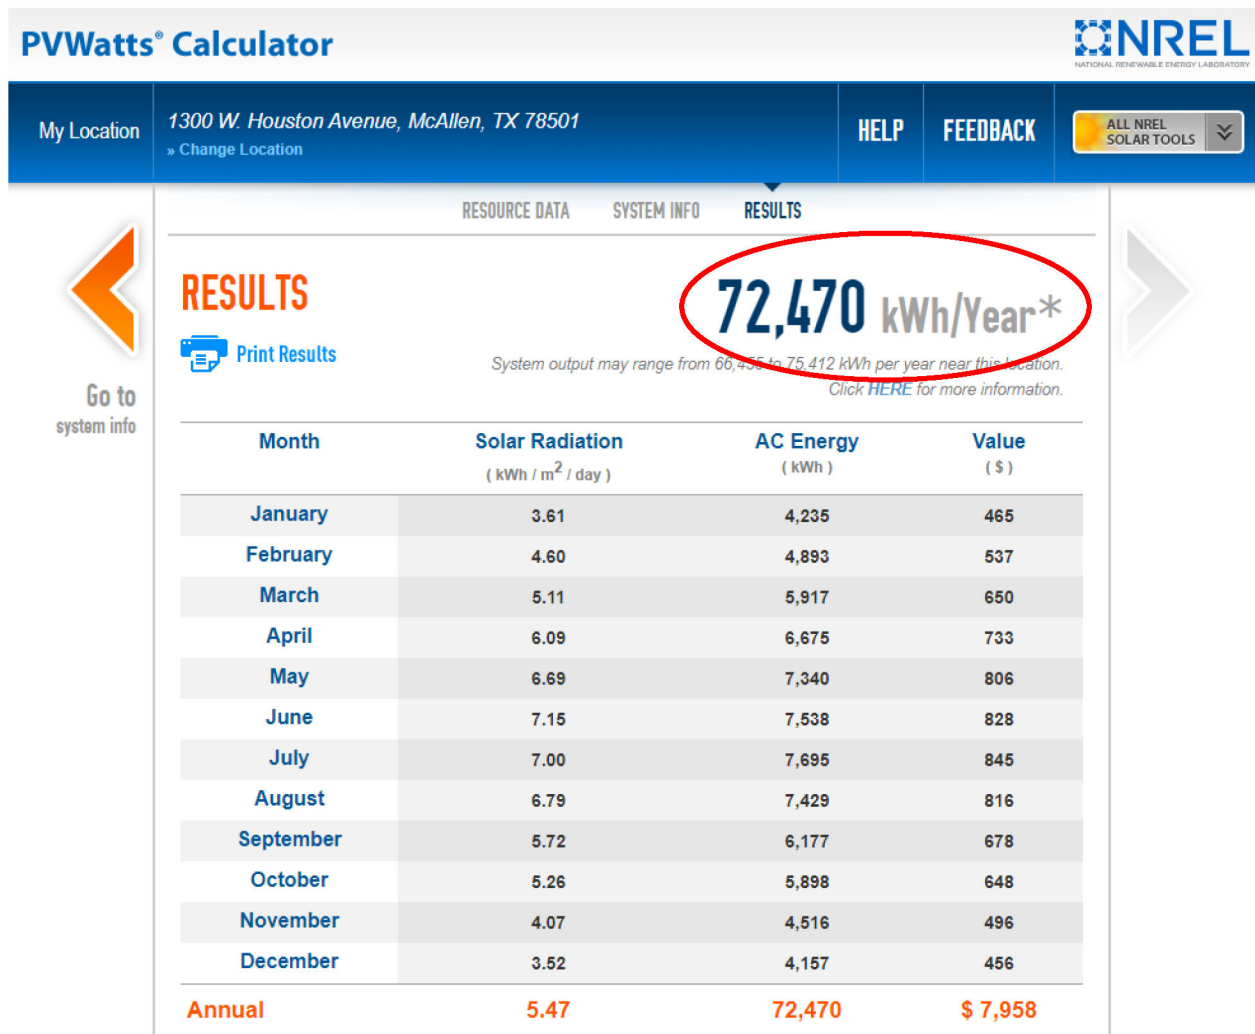 PVWatts® Calculator
NREL
NATIONAL RENEWABLE ENERGY LABORATORY
My Location
1300 W. Houston Avenue, McAllen, TX 78501
» Change Location
HELP
FEEDBACK
ALL NREL
SOLAR TOOLS
RESOURCE DATA SYSTEM INFO RESULTS
Go to
system info
RESULTS
Print Results
72,470 kWh/Year*
System output may range from 66,455 to 75,412 kWh per year near this location.
Click HERE for more information.
Month Solar Radiation AC Energy Value
( kWh / m2 / day ) ( kWh ) ( $ )
January 3.61 4,235 465
February 4.60 4,893 537
March 5.11 5,917 650
April 6.09 6,675 733
May 6.69 7,340 806
June 7.15 7,538 828
July 7.00 7,695 845
August 6.79 7,429 816
September 5.72 6,177 678
October 5.26 5,898 648
November 4.07 4,516 496
December 3.52 4,157 456
Annual 5.47 72,470 $ 7,958